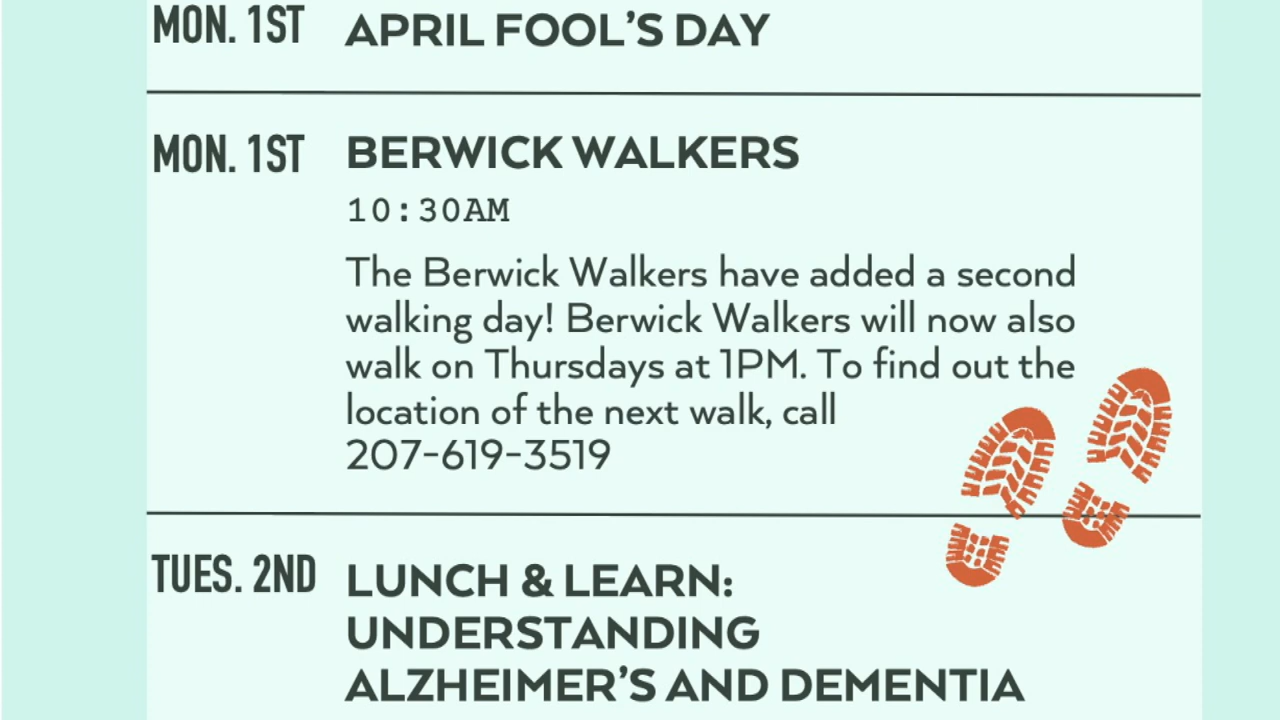 MON. 1ST APRIL FOOL'S DAY
MON. 1ST BERWICK WALKERS
10:30AM
The Berwick Walkers have added a second
walking day! Berwick Walkers will now also
walk on Thursdays at 1PM. To find out the
location of the next walk, call
207-619-3519
TUES. 2ND LUNCH & LEARN:
UNDERSTANDING
ALZHEIMER'S AND DEMENTIA